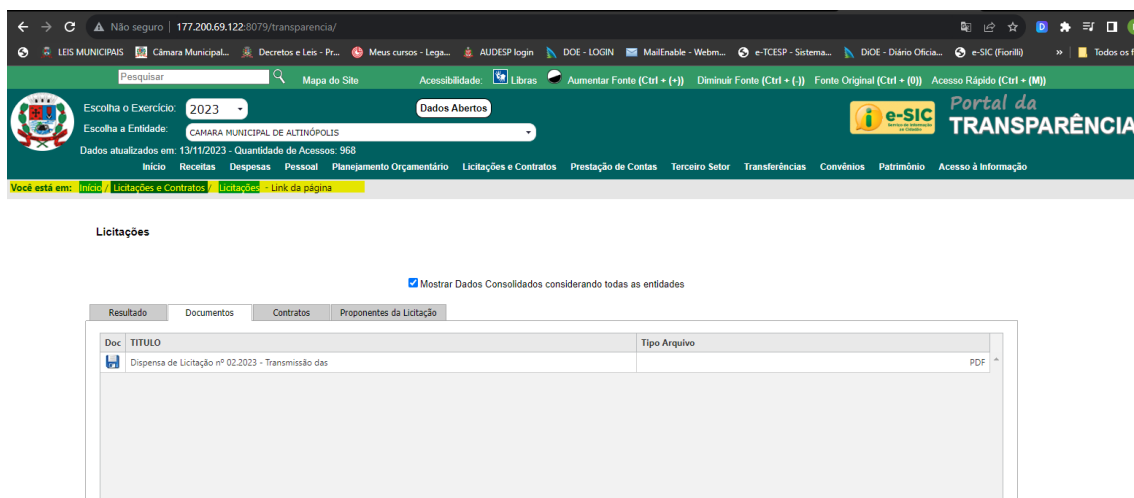 Não seguro | 177.200.69.122:8079/transparencia/
LEIS MUNICIPAIS Câmara Municipal... Decretos e Leis - Pr... Meus cursos - Lega... AUDESP login DOE - LOGIN MailEnable - Webm... e-TCESP - Sistema... DiOE - Diário Oficia... e-SIC (Fiorilli) » Todos os f
Pesquisar Mapa do Site Acessibilidade: Libras Aumentar Fonte (Ctrl + (+)) Diminuir Fonte (Ctrl + (-)) Fonte Original (Ctrl + (0)) Acesso Rápido (Ctrl + (M))
Escolha o Exercício: 2023 Dados Abertos e-SIC Portal da
Escolha a Entidade: CAMARA MUNICIPAL DE ALTINÓPOLIS TRANSPARÊNCIA
Dados atualizados em: 13/11/2023 - Quantidade de Acessos: 968
Início Receitas Despesas Pessoal Planejamento Orçamentário Licitações e Contratos Prestação de Contas Terceiro Setor Transferências Convênios Patrimônio Acesso à Informação
Você está em: Início / Licitações e Contratos / Licitações - Link da página
Licitações
Mostrar Dados Consolidados considerando todas as entidades
Resultado Documentos Contratos Proponentes da Licitação
Doc TITULO Tipo Arquivo
Dispensa de Licitação nº 02.2023 - Transmissão das PDF